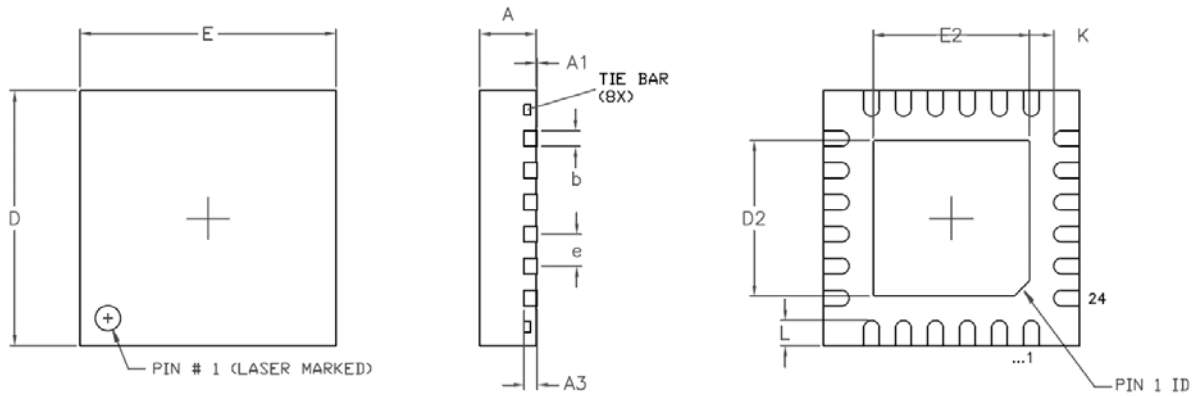 E
D
PIN # 1 (LASER MARKED)
A
A1
TIE BAR
(8X)
b
e
A3
E2
K
D2
L
24
...1
PIN 1 ID